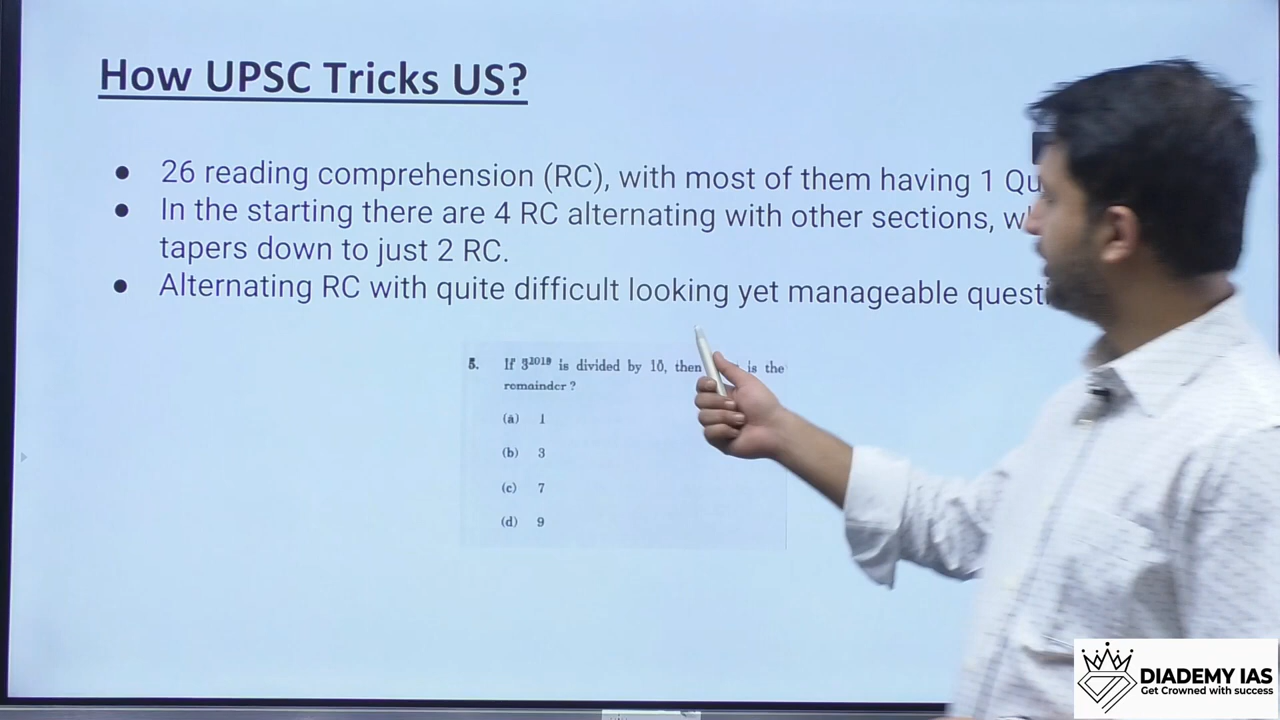 How UPSC Tricks US?
● 26 reading comprehension (RC), with most of them having 1
● In the starting there are 4 RC alternating with other sections,
tapers down to just 2 RC.
● Alternating RC with quite difficult looking yet manageable
5. If 3²⁰¹⁹ is divided by 10, then is the
remainder ?
(a) 1
(b) 3
(c) 7
(d) 9
DIADEMY IAS
Get Crowned with success